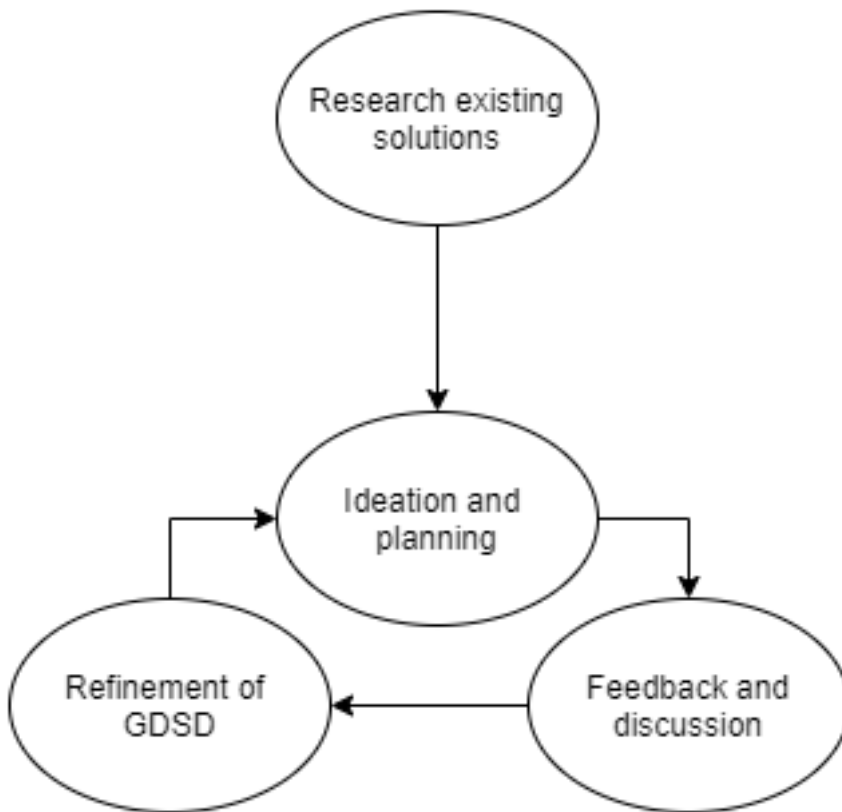 Research existing
solutions
Ideation and
planning
Refinement of
GDSD
Feedback and
discussion